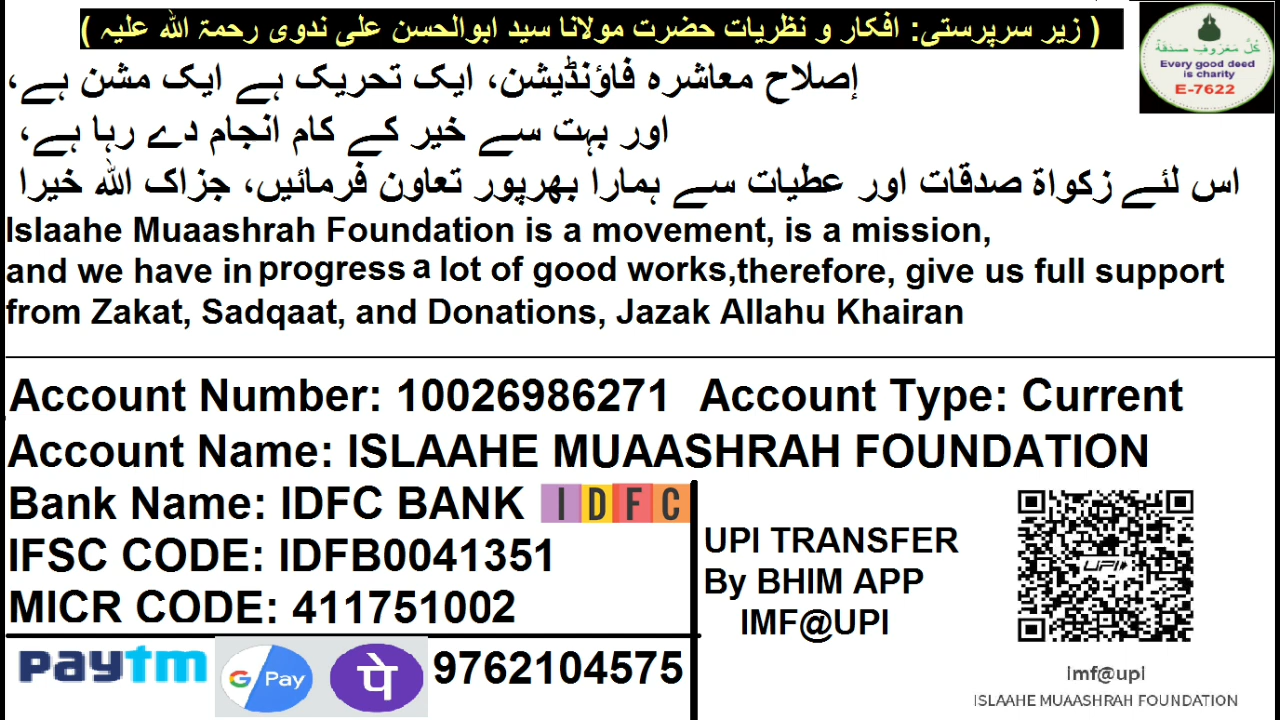 ( زیر سرپرستی: افکار و نظریات حضرت مولانا سید ابوالحسن علی ندوی رحمۃ اللہ علیہ )
كُلُّ مَعْرُوفٍ صَدَقَةٌ
Every good deed
is charity
E-7622
إصلاح معاشرہ فاؤنڈیشن، ایک تحریک ہے ایک مشن ہے،
اور بہت سے خیر کے کام انجام دے رہا ہے،
اس لئے زکواۃ صدقات اور عطیات سے ہمارا بھرپور تعاون فرمائیں، جزاک اللہ خیرا
Islaahe Muaashrah Foundation is a movement, is a mission,
and we have in progress a lot of good works,therefore, give us full support
from Zakat, Sadqaat, and Donations, Jazak Allahu Khairan
Account Number: 10026986271 Account Type: Current
Account Name: ISLAAHE MUAASHRAH FOUNDATION
Bank Name: IDFC BANK IDFC
IFSC CODE: IDFB0041351
MICR CODE: 411751002
paytm G Pay पे 9762104575
UPI TRANSFER
By BHIM APP
IMF@UPI
UPI
imf@upi
ISLAAHE MUAASHRAH FOUNDATION